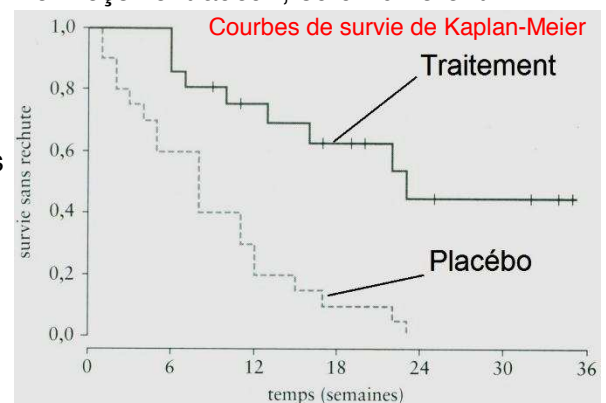 Courbes de survie de Kaplan-Meier
1,0
Traitement
0,8
s
0,6
survie sans rechute
0,4
Placébo
0,2
0,0
0 6 12 18 24 30 36
temps (semaines)